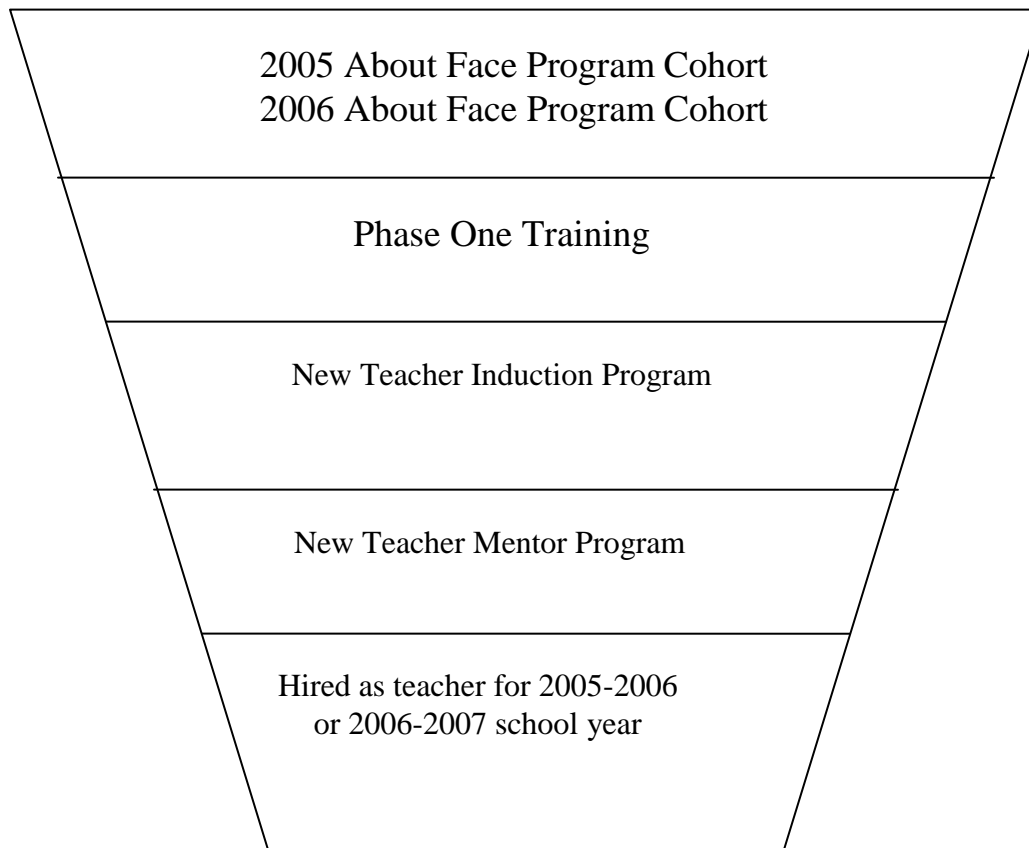 2005 About Face Program Cohort
2006 About Face Program Cohort
Phase One Training
New Teacher Induction Program
New Teacher Mentor Program
Hired as teacher for 2005-2006
or 2006-2007 school year